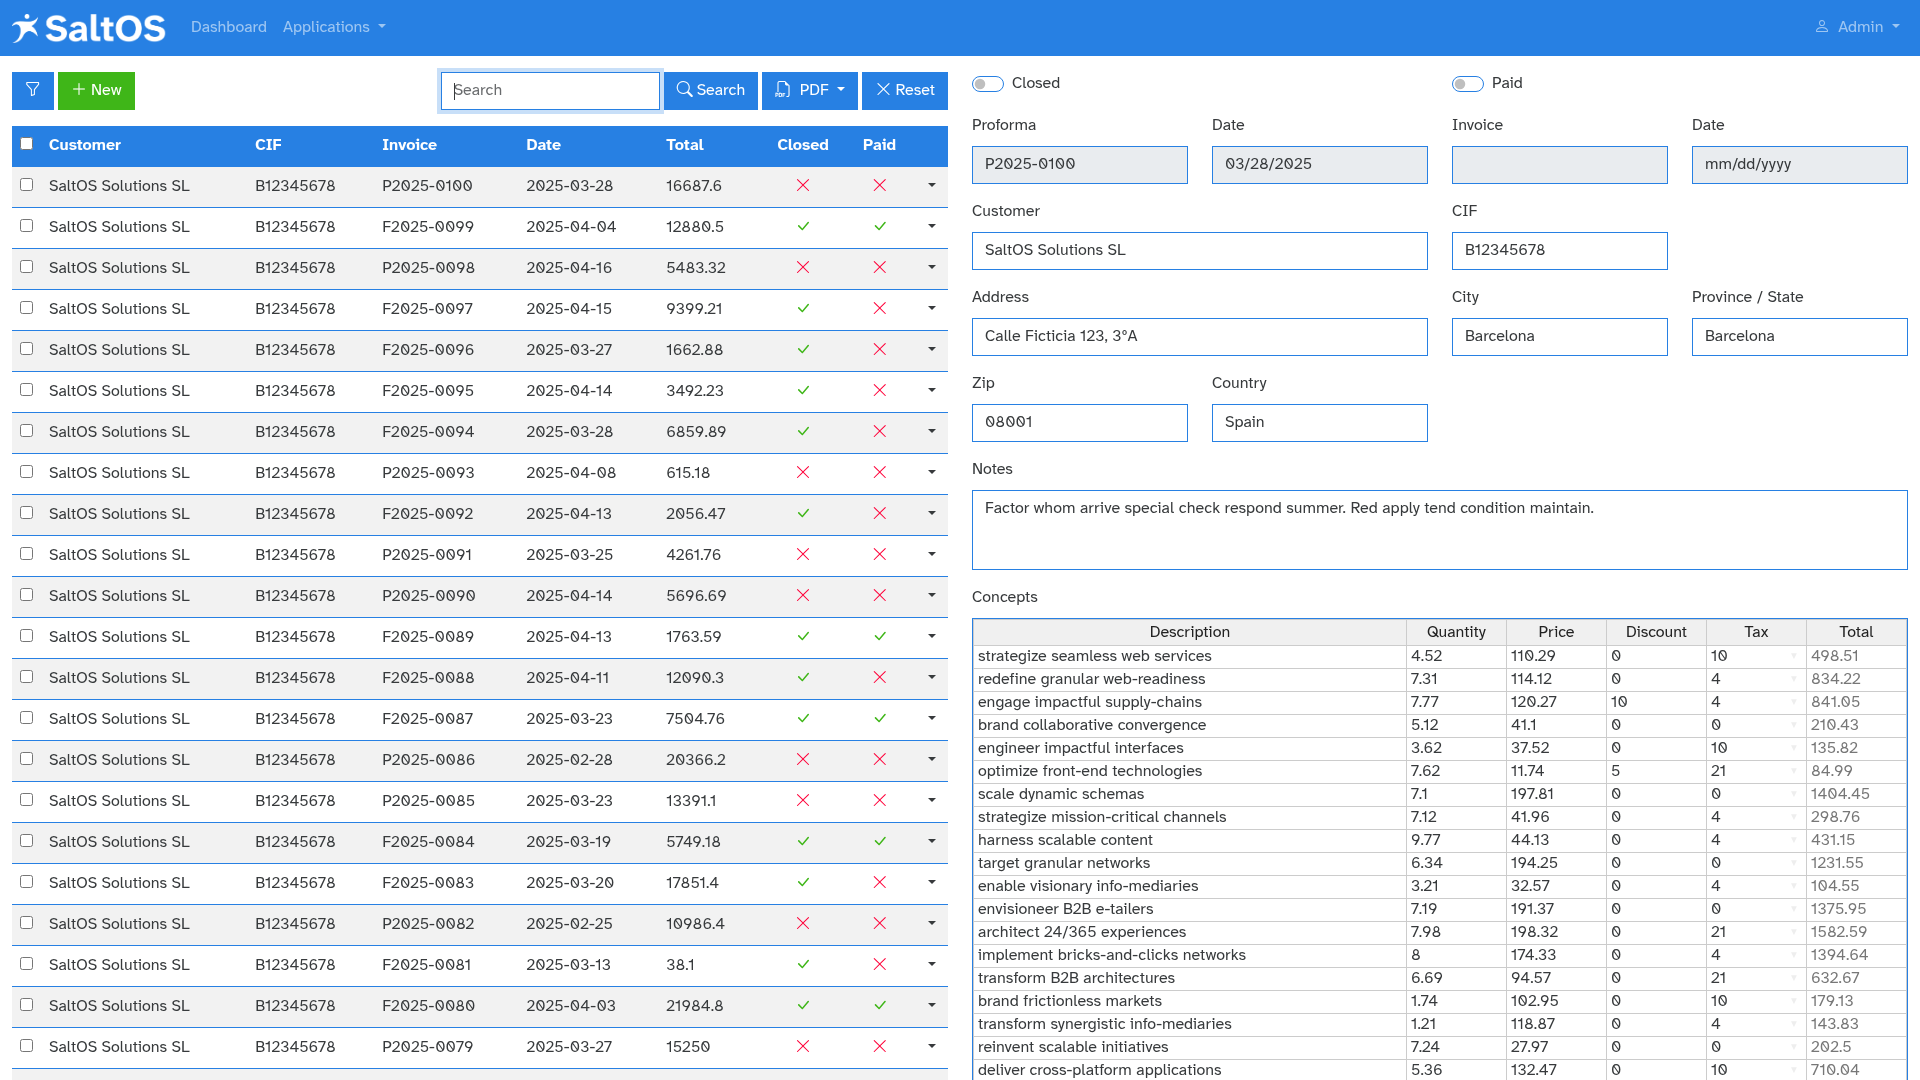 SaltOS Dashboard Applications Admin
New Search Search PDF Reset
Customer CIF Invoice Date Total Closed Paid
SaltOS Solutions SL B12345678 P2025-0100 2025-03-28 16687.6
SaltOS Solutions SL B12345678 F2025-0099 2025-04-04 12880.5
SaltOS Solutions SL B12345678 P2025-0098 2025-04-16 5483.32
SaltOS Solutions SL B12345678 F2025-0097 2025-04-15 9399.21
SaltOS Solutions SL B12345678 F2025-0096 2025-03-27 1662.88
SaltOS Solutions SL B12345678 F2025-0095 2025-04-14 3492.23
SaltOS Solutions SL B12345678 F2025-0094 2025-03-28 6859.89
SaltOS Solutions SL B12345678 P2025-0093 2025-04-08 615.18
SaltOS Solutions SL B12345678 F2025-0092 2025-04-13 2056.47
SaltOS Solutions SL B12345678 P2025-0091 2025-03-25 4261.76
SaltOS Solutions SL B12345678 P2025-0090 2025-04-14 5696.69
SaltOS Solutions SL B12345678 F2025-0089 2025-04-13 1763.59
SaltOS Solutions SL B12345678 F2025-0088 2025-04-11 12090.3
SaltOS Solutions SL B12345678 F2025-0087 2025-03-23 7504.76
SaltOS Solutions SL B12345678 P2025-0086 2025-02-28 20366.2
SaltOS Solutions SL B12345678 P2025-0085 2025-03-23 13391.1
SaltOS Solutions SL B12345678 F2025-0084 2025-03-19 5749.18
SaltOS Solutions SL B12345678 F2025-0083 2025-03-20 17851.4
SaltOS Solutions SL B12345678 P2025-0082 2025-02-25 10986.4
SaltOS Solutions SL B12345678 F2025-0081 2025-03-13 38.1
SaltOS Solutions SL B12345678 F2025-0080 2025-04-03 21984.8
SaltOS Solutions SL B12345678 P2025-0079 2025-03-27 15250
Closed Paid
Proforma Date Invoice Date
P2025-0100 03/28/2025 mm/dd/yyyy
Customer CIF
SaltOS Solutions SL B12345678
Address City Province / State
Calle Ficticia 123, 3°A Barcelona Barcelona
Zip Country
08001 Spain
Notes
Factor whom arrive special check respond summer. Red apply tend condition maintain.
Concepts
Description Quantity Price Discount Tax Total
strategize seamless web services 4.52 110.29 0 10 498.51
redefine granular web-readiness 7.31 114.12 0 4 834.22
engage impactful supply-chains 7.77 120.27 10 4 841.05
brand collaborative convergence 5.12 41.1 0 0 210.43
engineer impactful interfaces 3.62 37.52 0 10 135.82
optimize front-end technologies 7.62 11.74 5 21 84.99
scale dynamic schemas 7.1 197.81 0 0 1404.45
strategize mission-critical channels 7.12 41.96 0 4 298.76
harness scalable content 9.77 44.13 0 4 431.15
target granular networks 6.34 194.25 0 0 1231.55
enable visionary info-mediaries 3.21 32.57 0 4 104.55
envisioneer B2B e-tailers 7.19 191.37 0 0 1375.95
architect 24/365 experiences 7.98 198.32 0 21 1582.59
implement bricks-and-clicks networks 8 174.33 0 4 1394.64
transform B2B architectures 6.69 94.57 0 21 632.67
brand frictionless markets 1.74 102.95 0 10 179.13
transform synergistic info-mediaries 1.21 118.87 0 4 143.83
reinvent scalable initiatives 7.24 27.97 0 0 202.5
deliver cross-platform applications 5.36 132.47 0 10 710.04